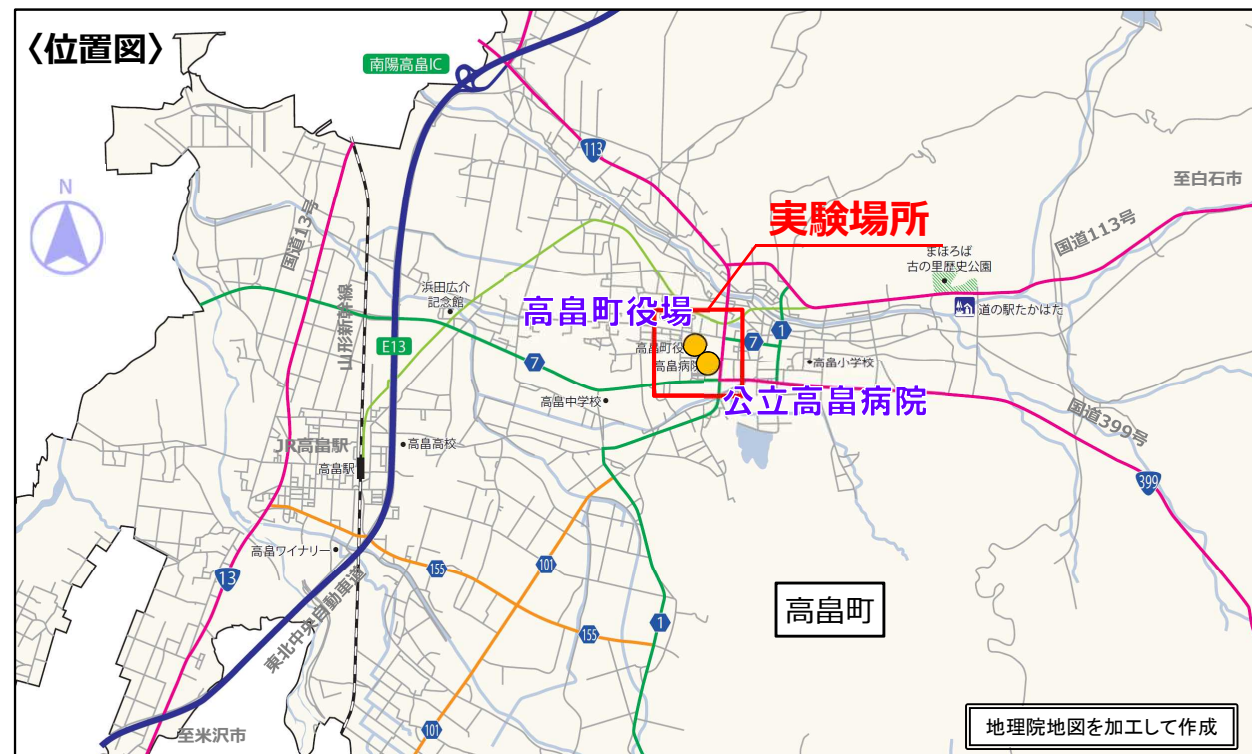 〈位置図〉
南陽高畠IC
N
113
至白石市
実験場所
国道113号
国道13号
まほろば
古の里歴史公園
浜田広介
記念館
道の駅たかはた
山形新幹線
高畠町役場
E13
1
7
高畠町役
7
高畠病院
高畠小学校
公立高畠病院
高畠中学校
国道399号
高畠高校
JR高畠駅
高畠駅
399
高畠ワイナリー
101
155
13
高畠町
1
155
東北中央自動車道
101
至米沢市
地理院地図を加工して作成